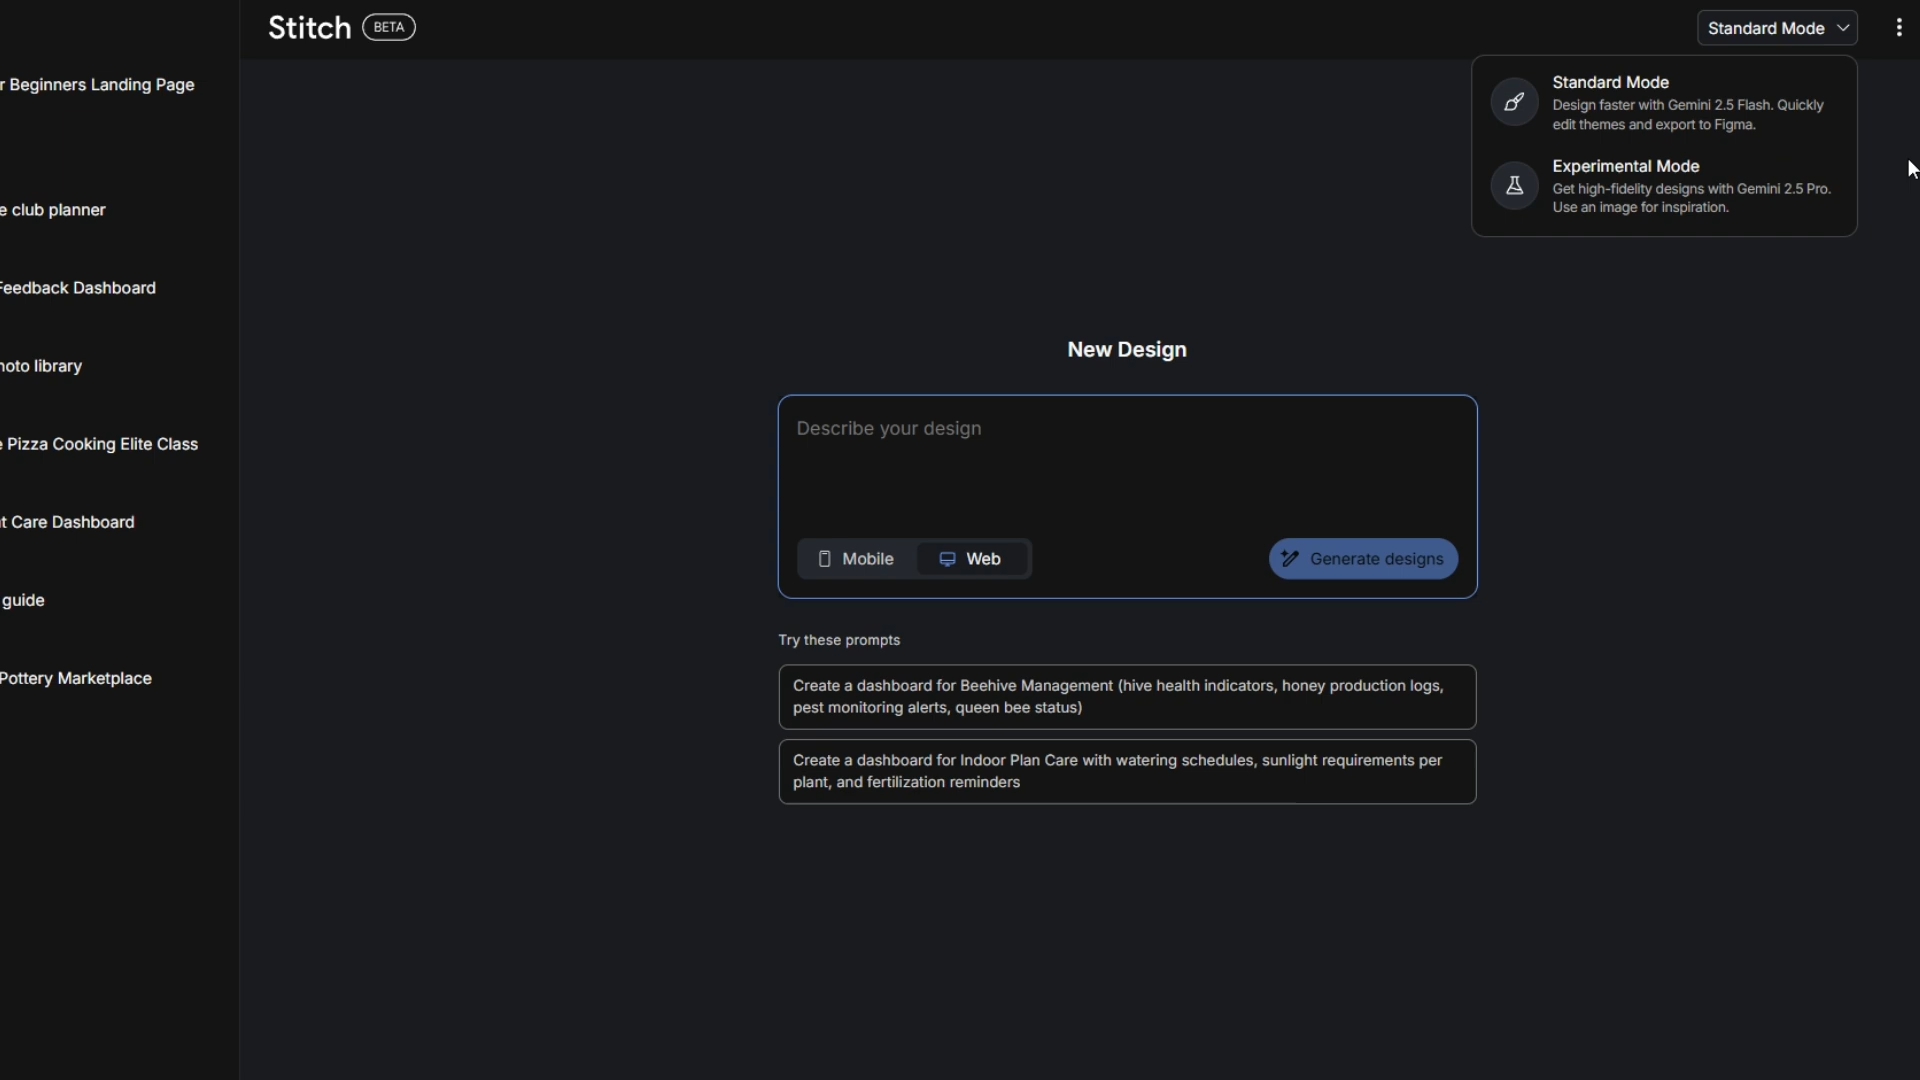 Stitch BETA
Standard Mode
Standard Mode
Design faster with Gemini 2.5 Flash. Quickly
edit themes and export to Figma.
Experimental Mode
Get high-fidelity designs with Gemini 2.5 Pro.
Use an image for inspiration.
r Beginners Landing Page
e club planner
Feedback Dashboard
hoto library
e Pizza Cooking Elite Class
t Care Dashboard
guide
Pottery Marketplace
New Design
Describe your design
Mobile
Web
Generate designs
Try these prompts
Create a dashboard for Beehive Management (hive health indicators, honey production logs,
pest monitoring alerts, queen bee status)
Create a dashboard for Indoor Plan Care with watering schedules, sunlight requirements per
plant, and fertilization reminders